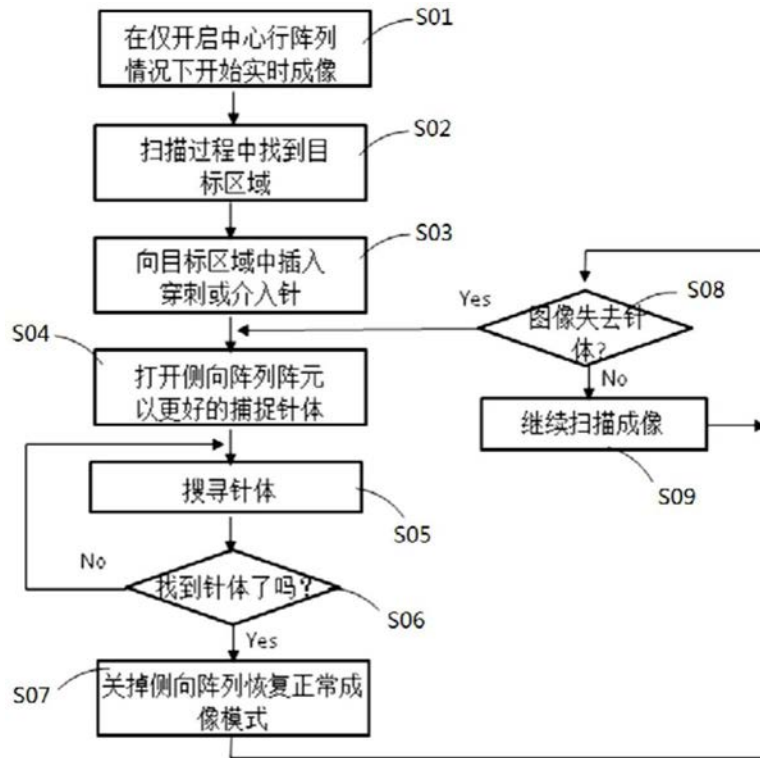 S01
在仅开启中心行阵列
情况下开始实时成像
S02
扫描过程中找到目
标区域
S03
向目标区域中插入
穿刺或介入针
S04
打开侧向阵列阵元
以更好的捕捉针体
搜寻针体
S05
No
找到针体了吗?
S06
Yes
S07
关掉侧向阵列恢复正常成
像模式
Yes
S08
图像失去针
体?
No
继续扫描成像
S09